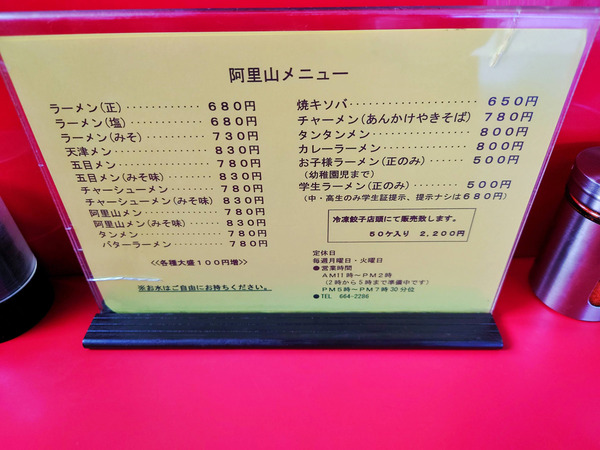 阿里山メニュー
ラーメン(正)‥‥‥‥‥‥680円
ラーメン(塩)‥‥‥‥‥‥680円
ラーメン(みそ)‥‥‥‥‥730円
天津メン‥‥‥‥‥‥‥‥830円
五目メン‥‥‥‥‥‥‥‥780円
五目メン(みそ味)‥‥‥‥830円
チャーシューメン‥‥‥‥780円
チャーシューメン(みそ味)‥830円
阿里山メン‥‥‥‥‥‥‥780円
阿里山メン(みそ味)‥‥‥830円
タンメン‥‥‥‥‥‥‥‥780円
バターラーメン‥‥‥‥‥780円
<<各種大盛100円増>>
※お水はご自由にお持ちください。
焼キソバ‥‥‥‥‥‥‥‥650円
チャーメン(あんかけやきそば)780円
タンタンメン‥‥‥‥‥‥800円
カレーラーメン‥‥‥‥‥800円
お子様ラーメン(正のみ)‥‥500円
(幼稚園児まで)
学生ラーメン(正のみ)‥‥‥500円
(中・高生のみ学生証提示、提示ナシは680円)
冷凍餃子店頭にて販売致します。
50ケ入り 2,200円
定休日
毎週月曜日・火曜日
●営業時間
AM11時〜PM2時
(2時から5時まで準備中です)
PM5時〜PM7時30分位
●TEL 664-2286